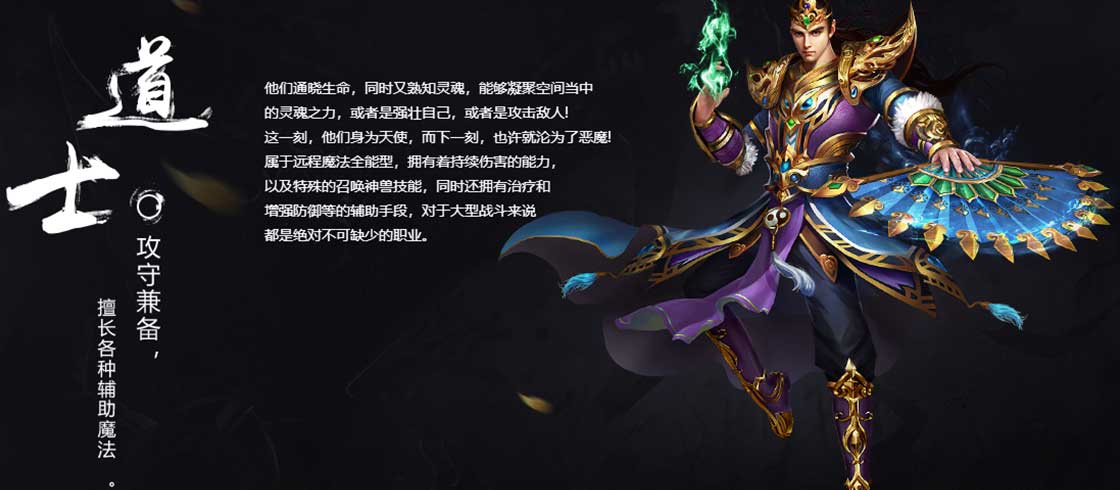 道士
攻守兼备，
擅长各种辅助魔法。
他们通晓生命，同时又熟知灵魂，能够凝聚空间当中
的灵魂之力，或者是强壮自己，或者是攻击敌人!
这一刻，他们身为天使，而下一刻，也许就沦为了恶魔!
属于远程魔法全能型，拥有着持续伤害的能力，
以及特殊的召唤神兽技能，同时还拥有治疗和
增强防御等的辅助手段，对于大型战斗来说
都是绝对不可缺少的职业。